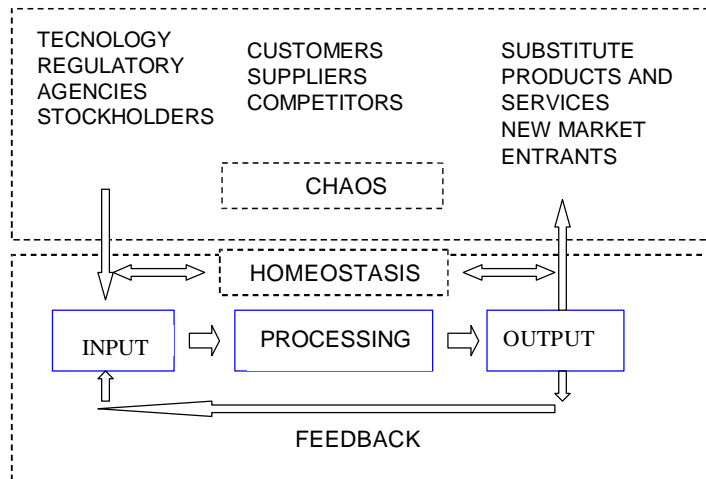 TECNOLOGY
REGULATORY
AGENCIES
STOCKHOLDERS
CUSTOMERS
SUPPLIERS
COMPETITORS
SUBSTITUTE
PRODUCTS AND
SERVICES
NEW MARKET
ENTRANTS
CHAOS
HOMEOSTASIS
INPUT
PROCESSING
OUTPUT
FEEDBACK